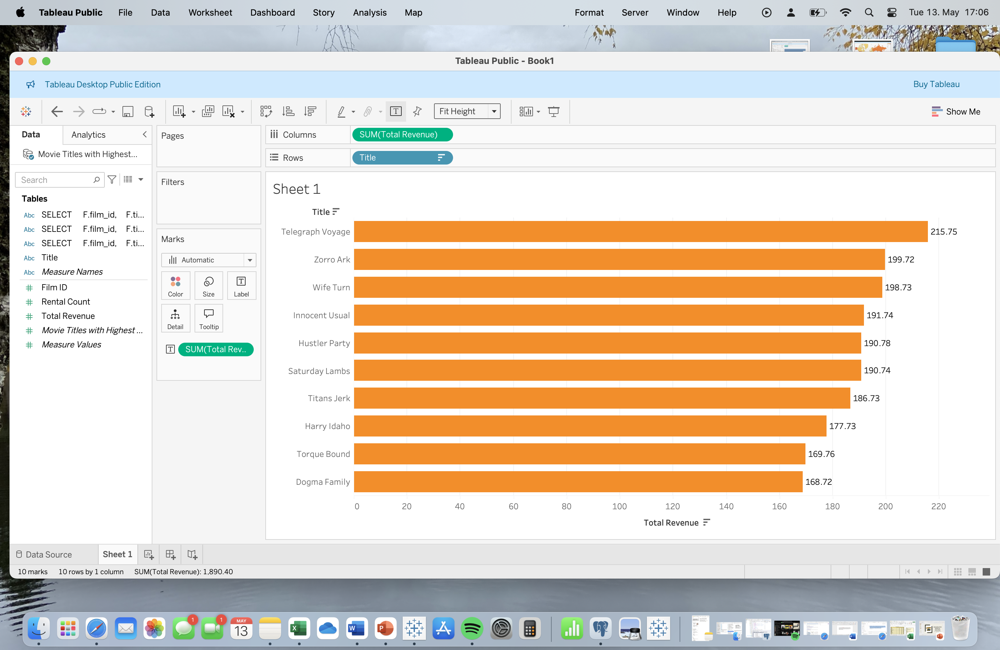 Tableau Public File Data Worksheet Dashboard Story Analysis Map Format Server Window Help Tue 13. May 17:06
Tableau Public - Book1
Tableau Desktop Public Edition Buy Tableau
T Fit Height Show Me
Data Analytics
Movie Titles with Highest...
Search
Tables
Abc SELECT F.film_id, F.ti...
Abc SELECT F.film_id, F.ti...
Abc SELECT F.film_id, F.ti...
Abc Title
Abc Measure Names
# Film ID
# Rental Count
# Total Revenue
# Movie Titles with Highest ...
# Measure Values
Pages
Filters
Marks
Automatic
Color Size Label
Detail Tooltip
T SUM(Total Rev..
Columns SUM(Total Revenue)
Rows Title
Sheet 1
Title
Telegraph Voyage 215.75
Zorro Ark 199.72
Wife Turn 198.73
Innocent Usual 191.74
Hustler Party 190.78
Saturday Lambs 190.74
Titans Jerk 186.73
Harry Idaho 177.73
Torque Bound 169.76
Dogma Family 168.72
0 20 40 60 80 100 120 140 160 180 200 220
Total Revenue
Data Source Sheet 1
10 marks 10 rows by 1 column SUM(Total Revenue): 1,890.40
1 1 MAY
13 X W P